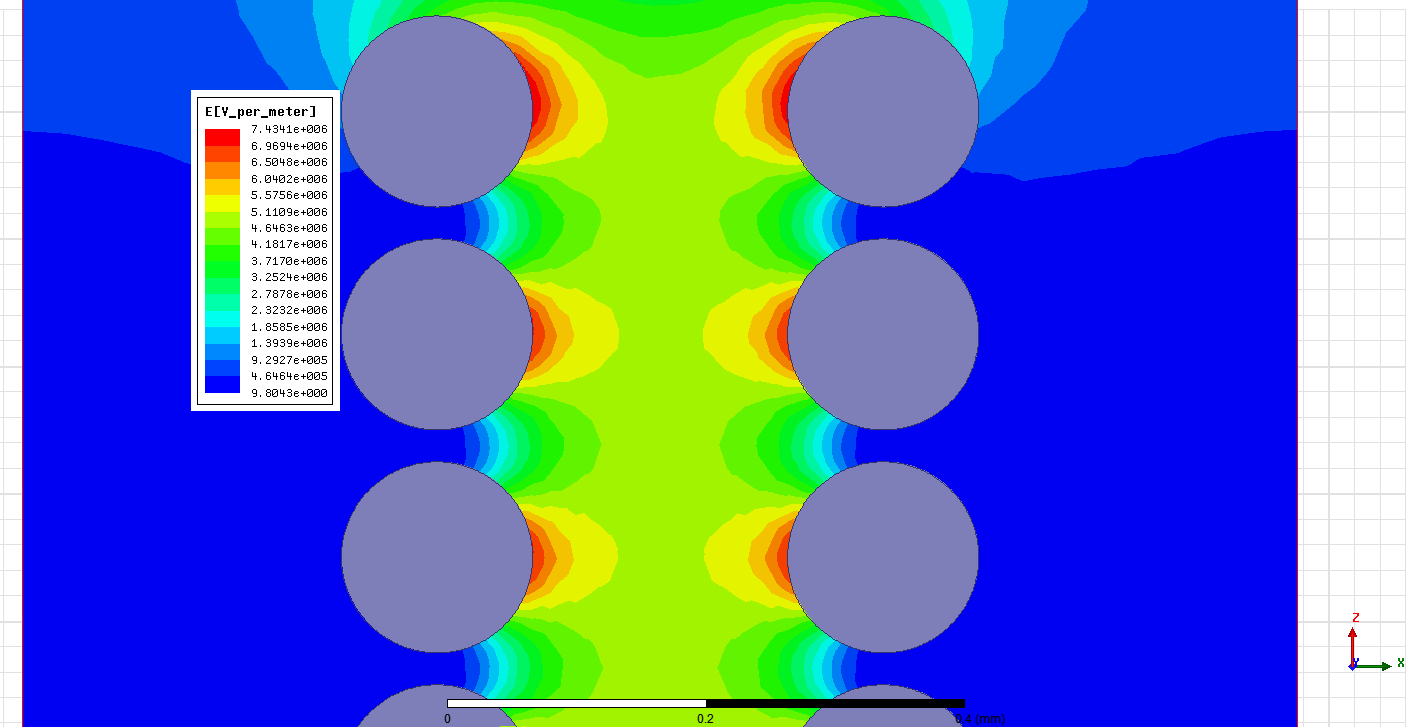 E[V_per_meter]
7.4341e+006
6.9694e+006
6.5048e+006
6.0402e+006
5.5756e+006
5.1109e+006
4.6463e+006
4.1817e+006
3.7170e+006
3.2524e+006
2.7878e+006
2.3232e+006
1.8585e+006
1.3939e+006
9.2927e+005
4.6464e+005
9.8043e+000
Z
Y X
0 0.2 0.4 (mm)